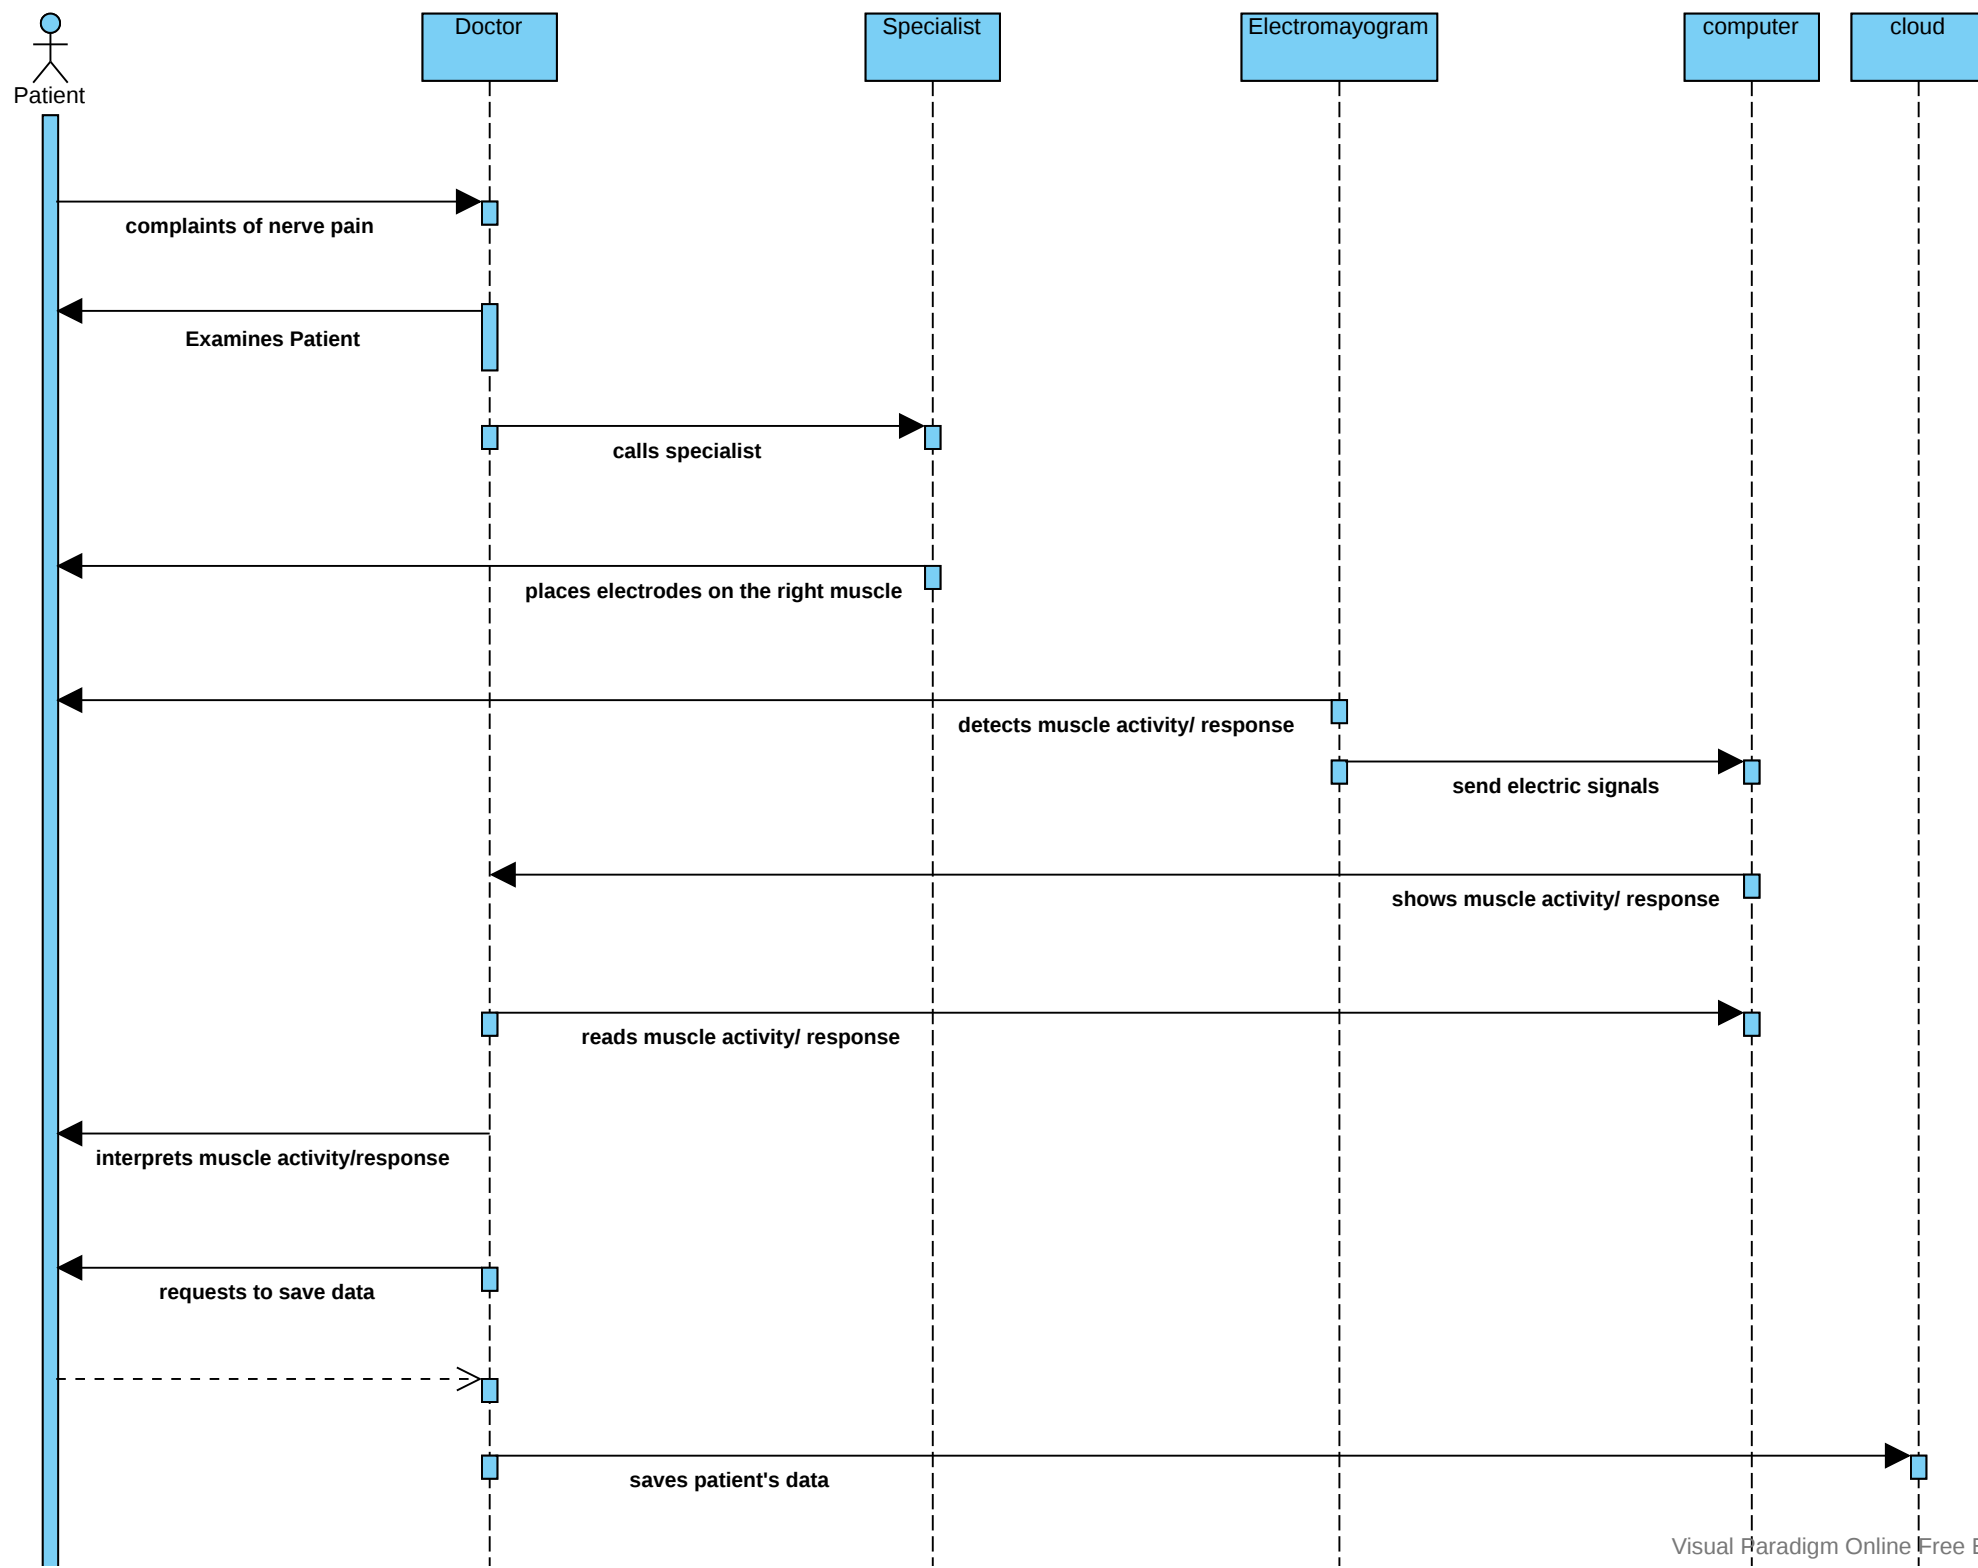 Doctor
Specialist
Electromayogram
computer
cloud
Patient
complaints of nerve pain
Examines Patient
calls specialist
places electrodes on the right muscle
detects muscle activity/ response
send electric signals
shows muscle activity/ response
reads muscle activity/ response
interprets muscle activity/response
requests to save data
saves patient's data
Visual Paradigm Online Free